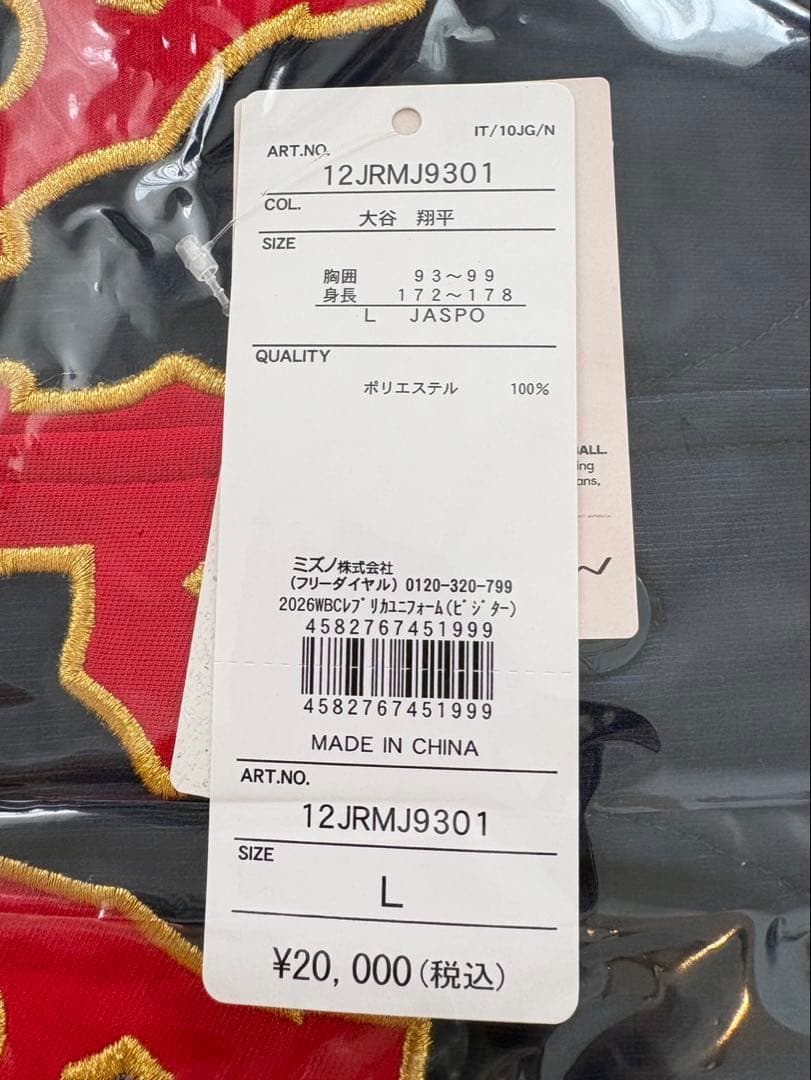 IT/10JG/N
ART.NO.
12JRMJ9301
COL.
大谷 翔平
SIZE
胸囲 93～99
身長 172～178
L JASPO
QUALITY
ポリエステル 100%
ミズノ株式会社
(フリーダイヤル) 0120-320-799
2026WBCﾚﾌﾟﾘｶﾕﾆﾌｫｰﾑ(ﾋﾞｼﾞﾀｰ)
4582767451999
4582767451999
MADE IN CHINA
ART.NO.
12JRMJ9301
SIZE
L
¥20,000(税込)
ALL.
ing
ans,